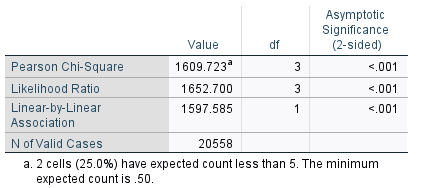 Asymptotic
Significance
Value df (2-sided)
Pearson Chi-Square 1609.723a 3 <.001
Likelihood Ratio 1652.700 3 <.001
Linear-by-Linear 1597.585 1 <.001
Association
N of Valid Cases 20558
a. 2 cells (25.0%) have expected count less than 5. The minimum
expected count is .50.